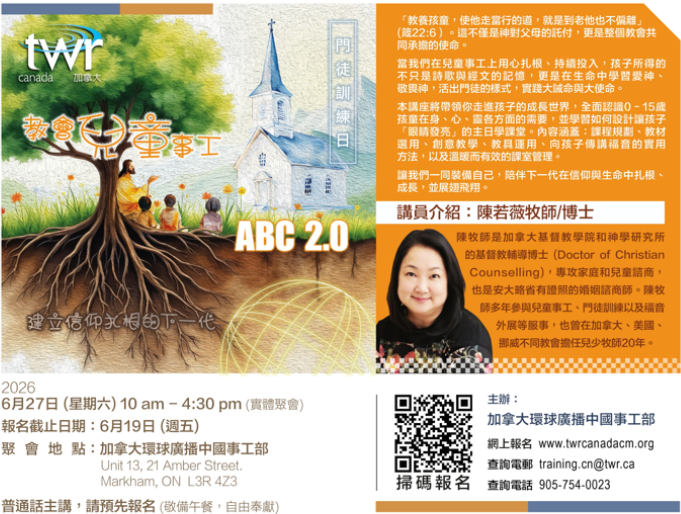 twr
canada 加拿大
門徒訓練日
教會兒童事工
ABC 2.0
建立信仰扎根的下一代
「教養孩童，使他走當行的道，就是到老他也不偏離」
(箴22:6)。這不僅是神對父母的託付，更是整個教會共
同承擔的使命。
當我們在兒童事工上用心扎根、持續投入，孩子所得的
不只是詩歌與經文的記憶，更是在生命中學習愛神、
敬畏神，活出門徒的樣式，實踐大誡命與大使命。
本講座將帶領你走進孩子的成長世界，全面認識0－15歲
孩童在身、心、靈各方面的需要，並學習如何設計讓孩子
「眼睛發亮」的主日學課堂。內容涵蓋：課程規劃、教材
選用、創意教學、教具運用、向孩子傳講福音的實用
方法，以及溫暖而有效的課室管理。
讓我們一同裝備自己，陪伴下一代在信仰與生命中扎根、
成長，並展翅飛翔。
講員介紹：陳若薇牧師/博士
陳牧師是加拿大基督教學院和神學研究所
的基督教輔導博士 (Doctor of Christian
Counselling)，專攻家庭和兒童諮商，
也是安大略省有證照的婚姻諮商師。陳牧
師多年參與兒童事工、門徒訓練以及福音
外展等服事，也曾在加拿大、美國、
挪威不同教會擔任兒少牧師20年。
2026
6月27日 (星期六) 10 am – 4:30 pm (實體聚會)
報名截止日期：6月19日 (週五)
聚會地點：加拿大環球廣播中國事工部
Unit 13, 21 Amber Street.
Markham, ON L3R 4Z3
普通話主講，請預先報名 (敬備午餐，自由奉獻)
掃碼報名
主辦：
加拿大環球廣播中國事工部
網上報名 www.twrcanadacm.org
查詢電郵 training.cn@twr.ca
查詢電話 905-754-0023